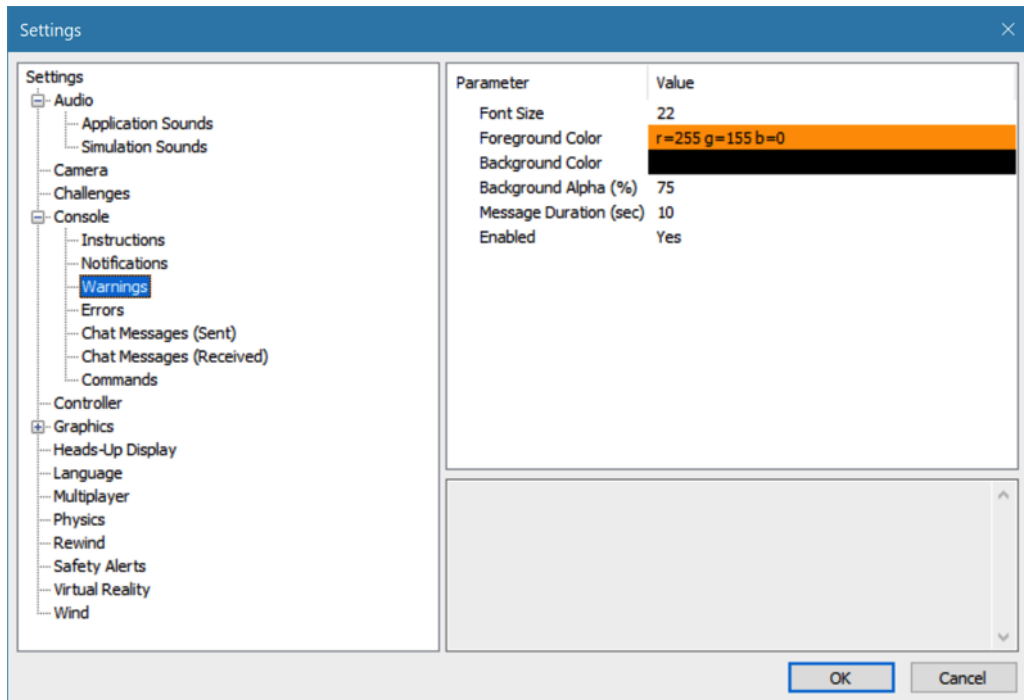 Settings
Settings
Audio
Application Sounds
Simulation Sounds
Camera
Challenges
Console
Instructions
Notifications
Warnings
Errors
Chat Messages (Sent)
Chat Messages (Received)
Commands
Controller
Graphics
Heads-Up Display
Language
Multiplayer
Physics
Rewind
Safety Alerts
Virtual Reality
Wind
Parameter Value
Font Size 22
Foreground Color r=255 g=155 b=0
Background Color
Background Alpha (%) 75
Message Duration (sec) 10
Enabled Yes
OK Cancel